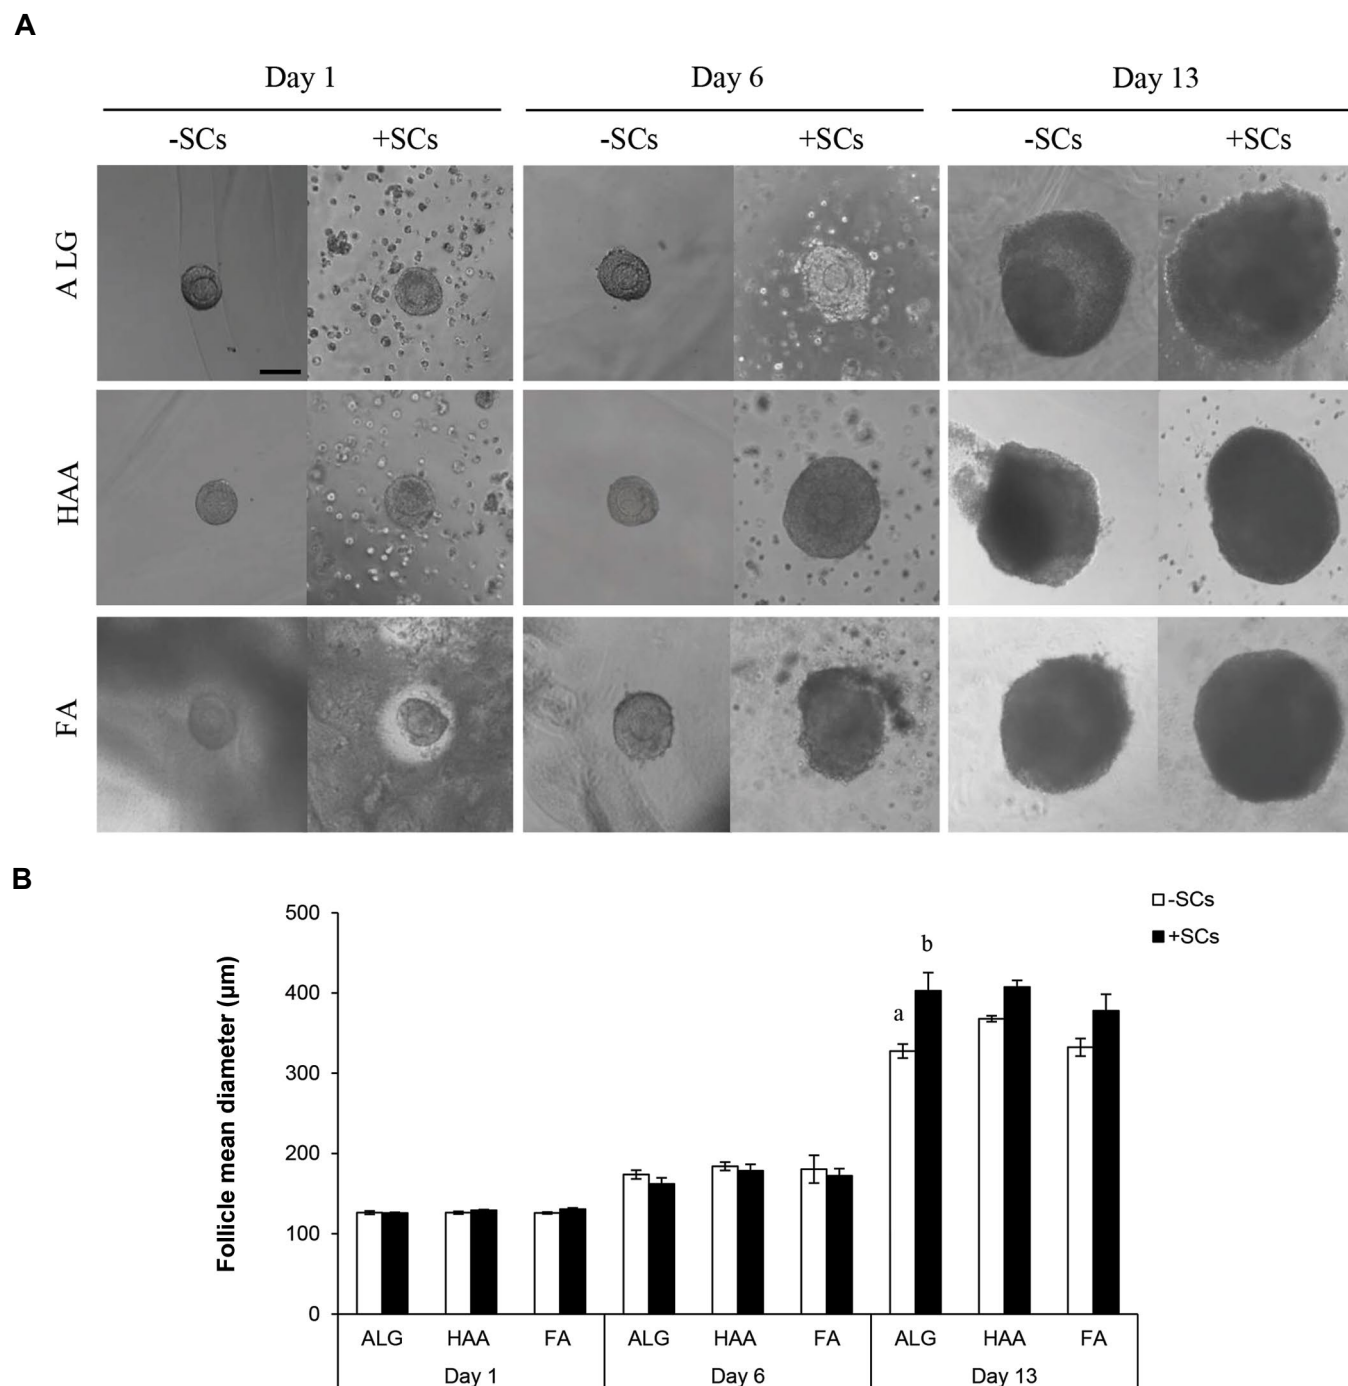 A
Day 1 Day 6 Day 13
-SCs +SCs -SCs +SCs -SCs +SCs
A LG
HAA
FA
B
-SCs
+SCs
Follicle mean diameter (µm)
500
400
300
200
100
0
a
b
ALG HAA FA ALG HAA FA ALG HAA FA
Day 1 Day 6 Day 13